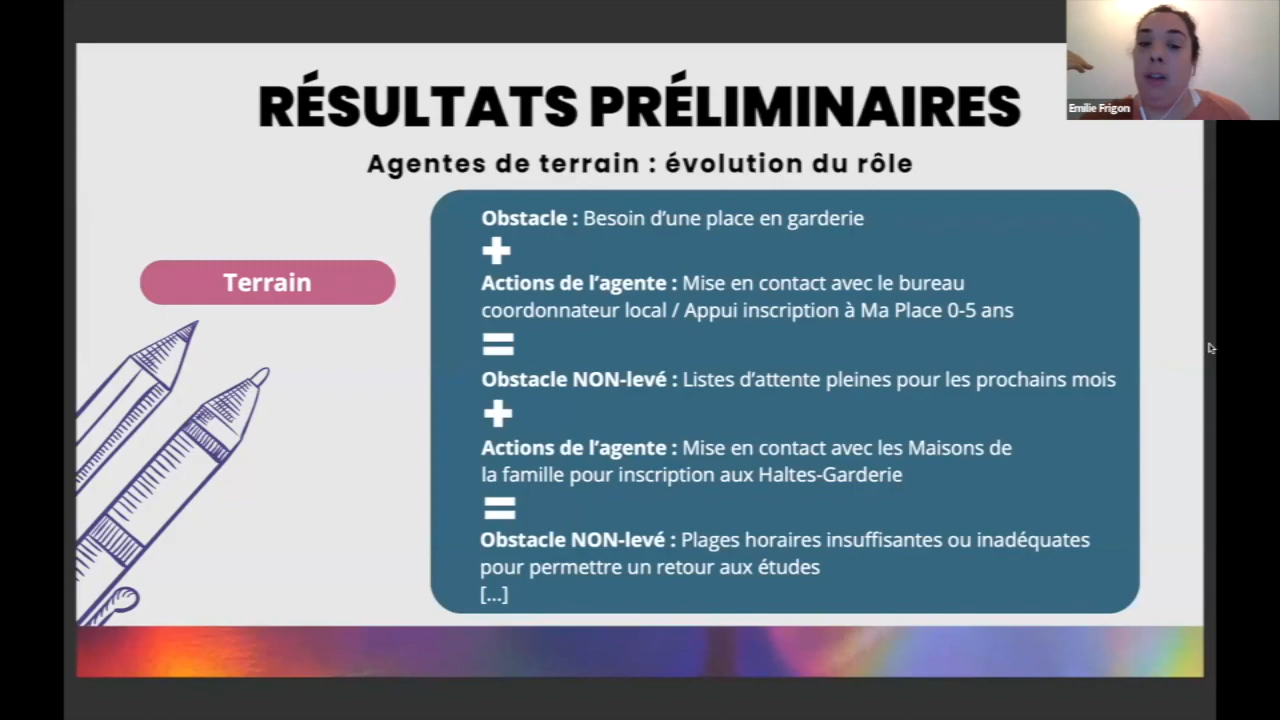 RÉSULTATS PRÉLIMINAIRES
Emilie Frigon
Agentes de terrain : évolution du rôle
Terrain
Obstacle : Besoin d'une place en garderie
+
Actions de l'agente : Mise en contact avec le bureau
coordonnateur local / Appui inscription à Ma Place 0-5 ans
=
Obstacle NON-levé : Listes d'attente pleines pour les prochains mois
+
Actions de l'agente : Mise en contact avec les Maisons de
la famille pour inscription aux Haltes-Garderie
=
Obstacle NON-levé : Plages horaires insuffisantes ou inadéquates
pour permettre un retour aux études
[...]